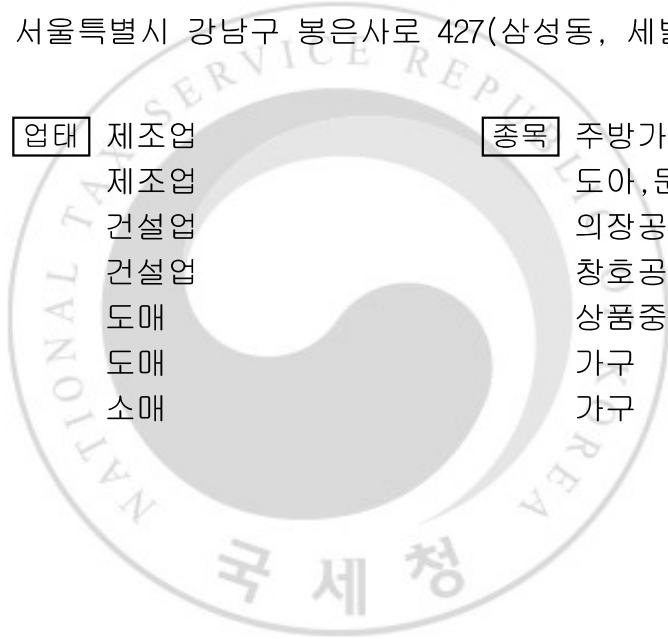 서울특별시 강남구 봉은사로 427(삼성동,
업태 제조업 종목 주방가
제조업 도아,문
건설업 의장공
건설업 창호공
도매 상품중
도매 가구
소매 가구
NATIONAL TAX SERVICE REPUBLIC OF KOREA
국세청